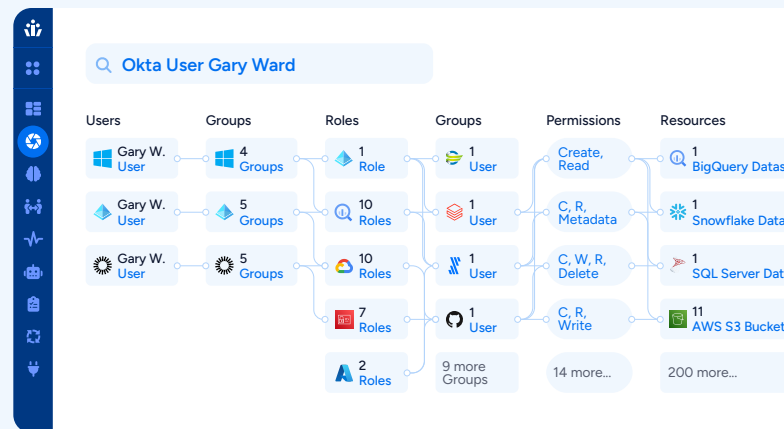 Okta User Gary Ward
Users
Groups
Roles
Groups
Permissions
Resources
Gary W.
User
4
Groups
1
Role
1
User
Create,
Read
1
BigQuery Datas
Gary W.
User
5
Groups
10
Roles
1
User
C, R,
Metadata
1
Snowflake Data
Gary W.
User
5
Groups
10
Roles
1
User
C, W, R,
Delete
1
SQL Server Dat
7
Roles
1
User
C, R,
Write
11
AWS S3 Bucket
2
Roles
9 more
Groups
14 more...
200 more...